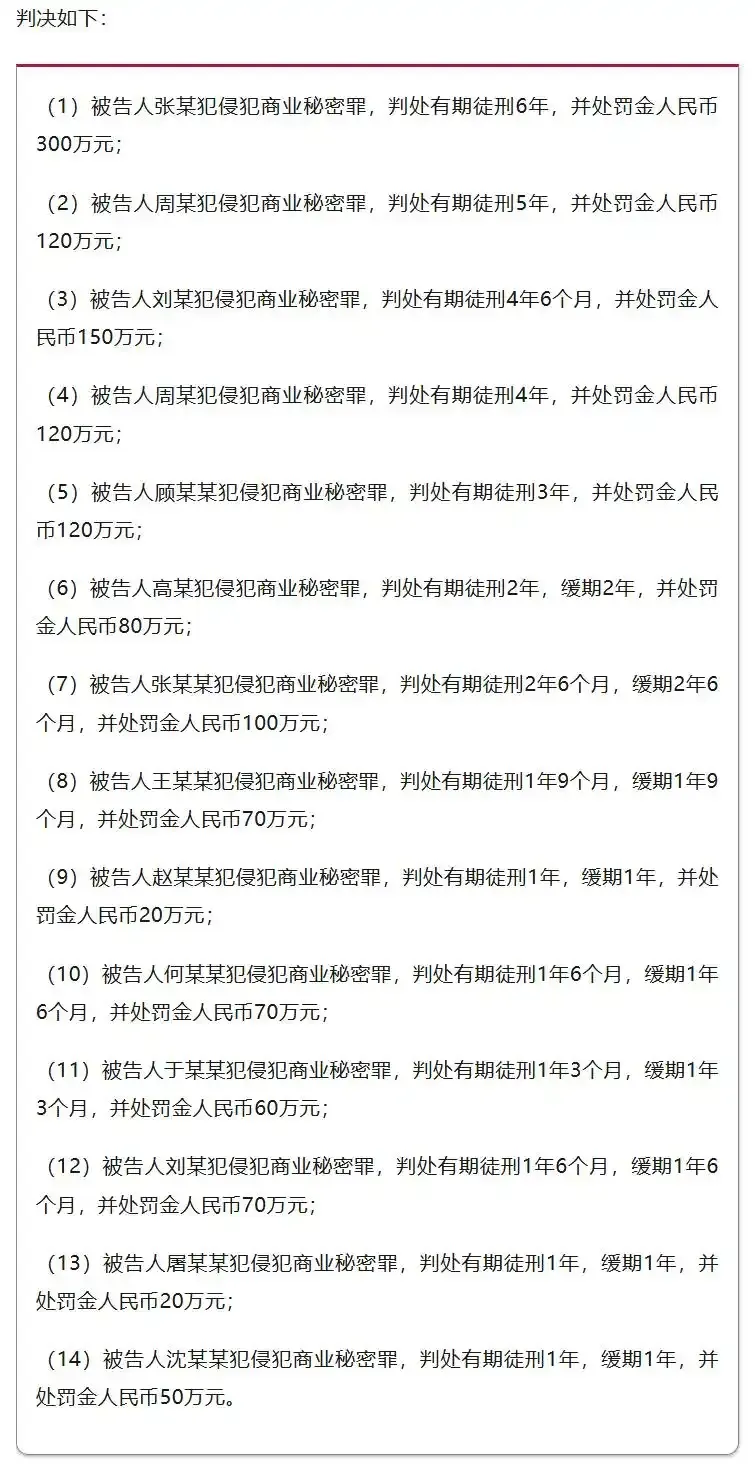 判决如下：
（1）被告人张某犯侵犯商业秘密罪，判处有期徒刑6年，并处罚金人民币
300万元；
（2）被告人周某犯侵犯商业秘密罪，判处有期徒刑5年，并处罚金人民币
120万元；
（3）被告人刘某犯侵犯商业秘密罪，判处有期徒刑4年6个月，并处罚金人
民币150万元；
（4）被告人周某犯侵犯商业秘密罪，判处有期徒刑4年，并处罚金人民币
120万元；
（5）被告人顾某某犯侵犯商业秘密罪，判处有期徒刑3年，并处罚金人民
币120万元；
（6）被告人高某犯侵犯商业秘密罪，判处有期徒刑2年，缓期2年，并处罚
金人民币80万元；
（7）被告人张某某犯侵犯商业秘密罪，判处有期徒刑2年6个月，缓期2年6
个月，并处罚金人民币100万元；
（8）被告人王某某犯侵犯商业秘密罪，判处有期徒刑1年9个月，缓期1年9
个月，并处罚金人民币70万元；
（9）被告人赵某某犯侵犯商业秘密罪，判处有期徒刑1年，缓期1年，并处
罚金人民币20万元；
（10）被告人何某某犯侵犯商业秘密罪，判处有期徒刑1年6个月，缓期1年
6个月，并处罚金人民币70万元；
（11）被告人于某某犯侵犯商业秘密罪，判处有期徒刑1年3个月，缓期1年
3个月，并处罚金人民币60万元；
（12）被告人刘某犯侵犯商业秘密罪，判处有期徒刑1年6个月，缓期1年6
个月，并处罚金人民币70万元；
（13）被告人屠某某犯侵犯商业秘密罪，判处有期徒刑1年，缓期1年，并
处罚金人民币20万元；
（14）被告人沈某某犯侵犯商业秘密罪，判处有期徒刑1年，缓期1年，并
处罚金人民币50万元。